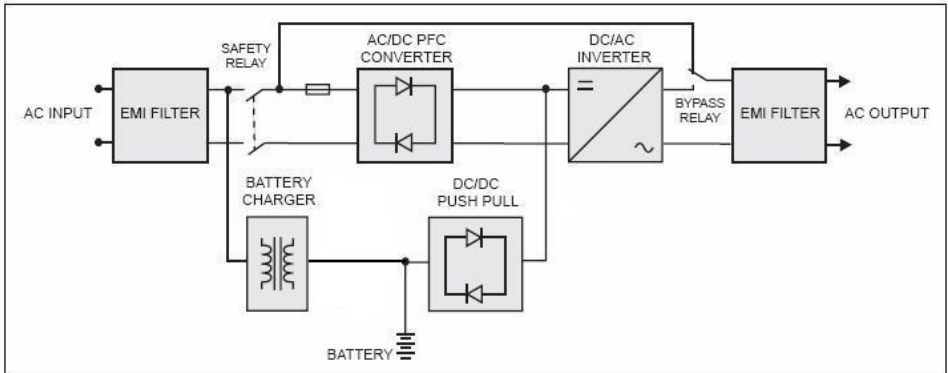 SAFETY
RELAY
AC/DC PFC
CONVERTER
DC/AC
INVERTER
AC INPUT
EMI FILTER
BYPASS
RELAY
EMI FILTER
AC OUTPUT
BATTERY
CHARGER
DC/DC
PUSH PULL
BATTERY